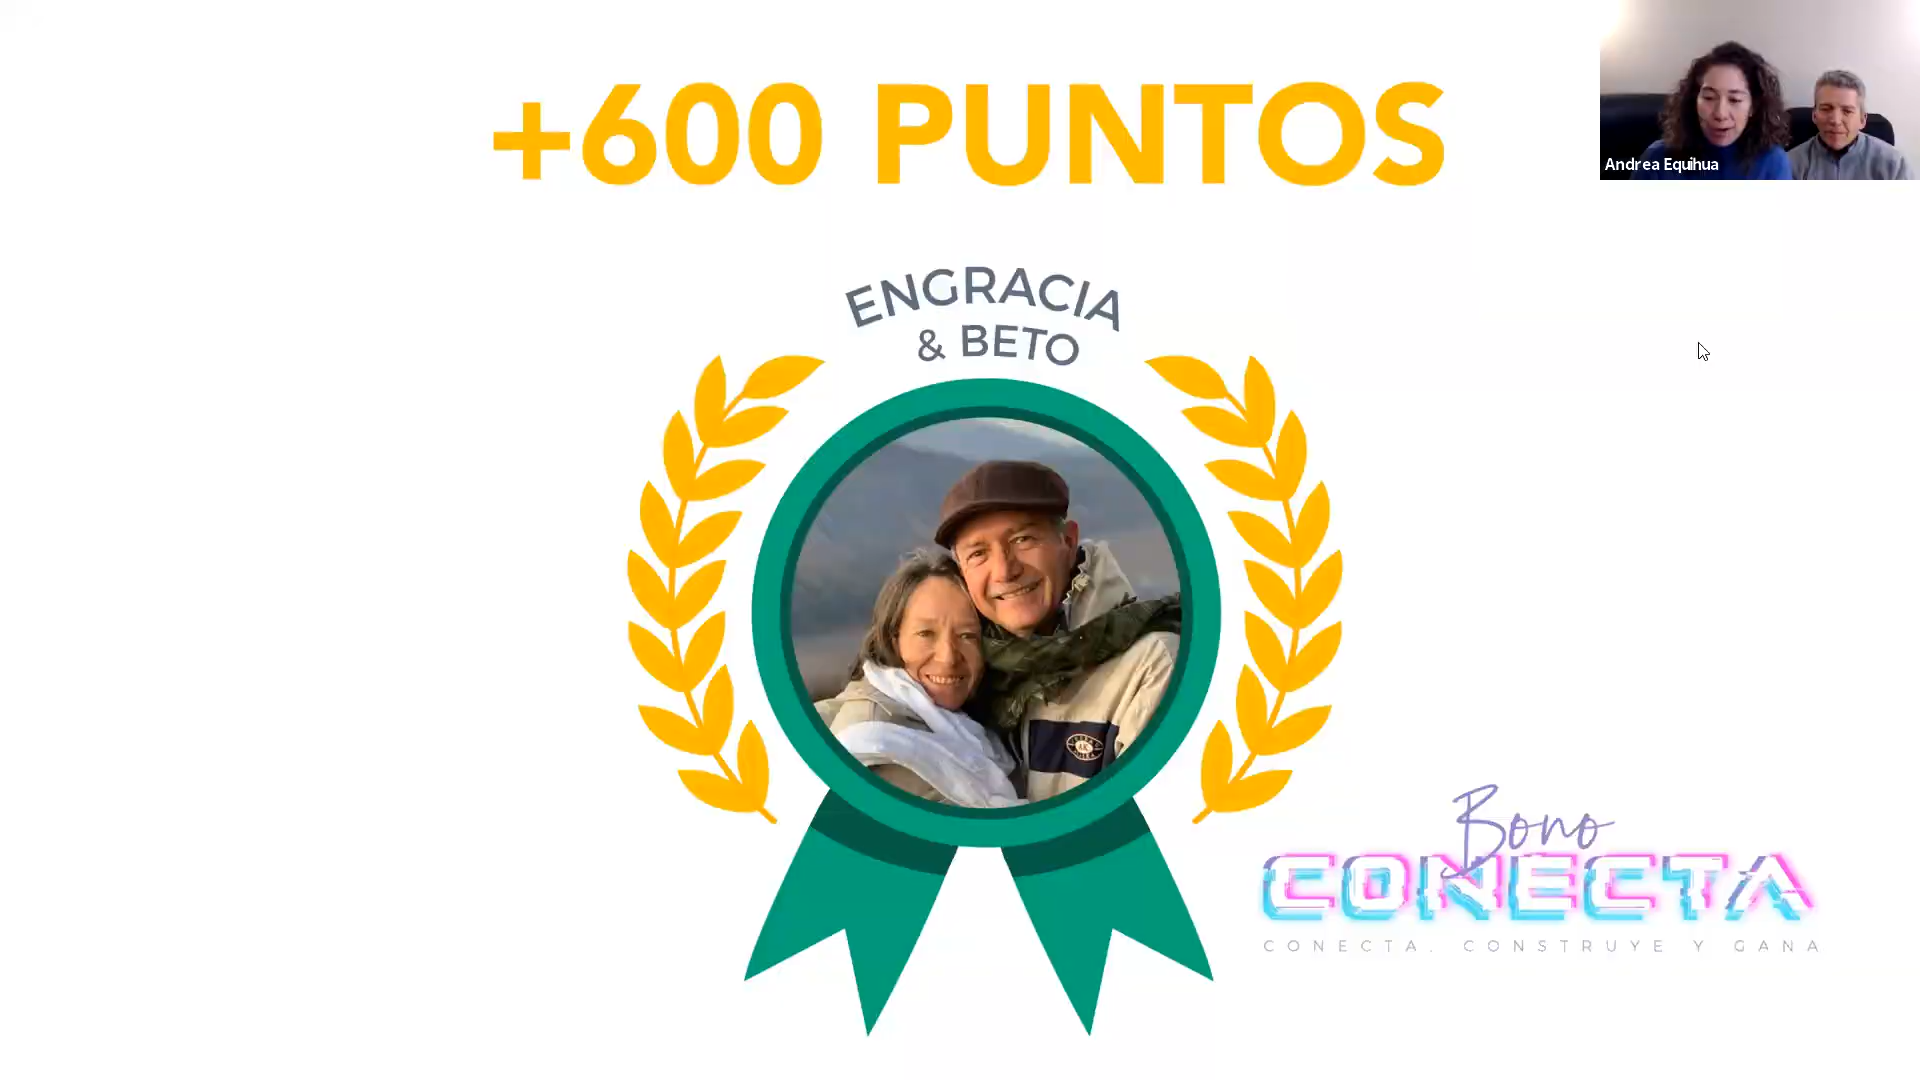 +600 PUNTOS
Andrea Equihua
ENGRACIA
& BETO
Bono
CONECTA
CONECTA. CONSTRUYE Y GANA